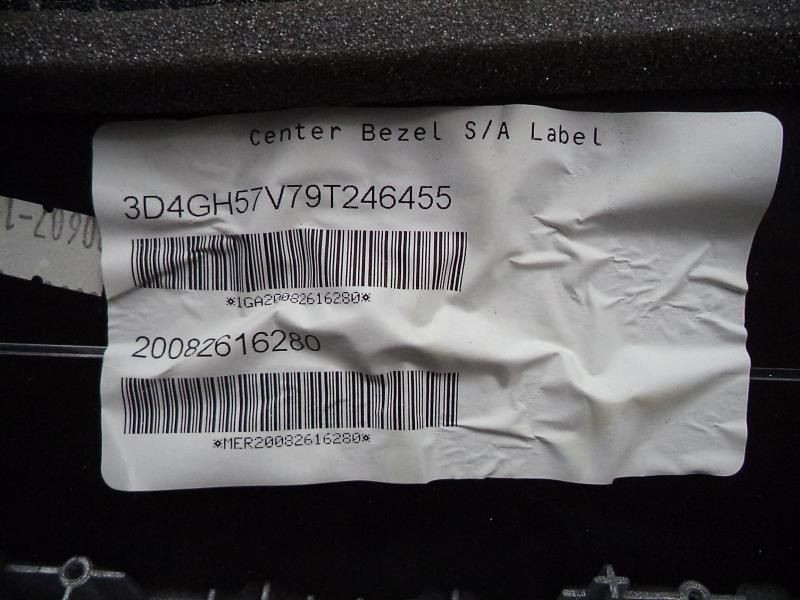 Center Bezel S/A Label
3D4GH57V79T246455
*1GA20082616280*
20082616280
*MER20082616280*